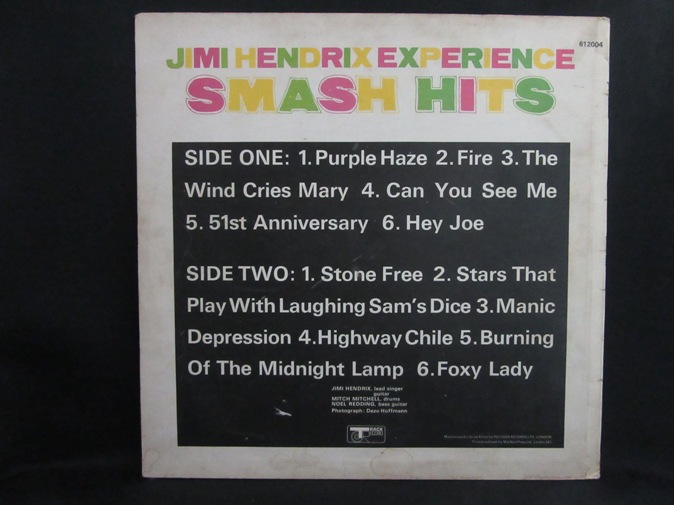 612004
JIMI HENDRIX EXPERIENCE
SMASH HITS
SIDE ONE: 1. Purple Haze 2. Fire 3. The
Wind Cries Mary 4. Can You See Me
5. 51st Anniversary 6. Hey Joe
SIDE TWO: 1. Stone Free 2. Stars That
Play With Laughing Sam's Dice 3. Manic
Depression 4. Highway Chile 5. Burning
Of The Midnight Lamp 6. Foxy Lady
JIMI HENDRIX, lead singer
guitar
MITCH MITCHELL, drums
NOEL REDDING, bass guitar
Photograph: Dezo Hoffmann
TRACK
RECORD